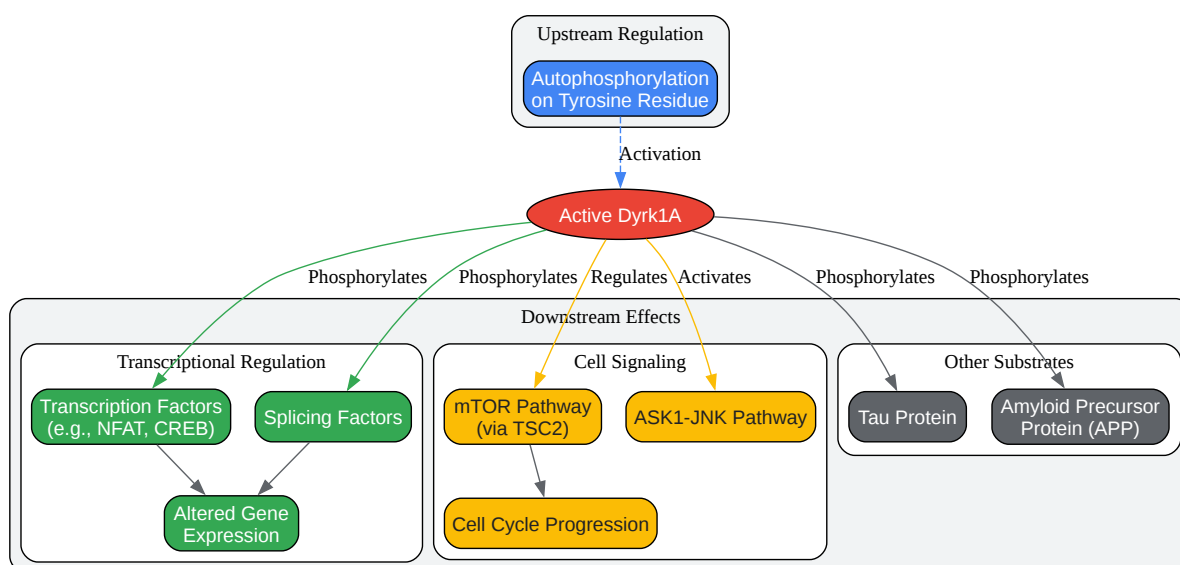 Upstream Regulation
Autophosphorylation
on Tyrosine Residue
Activation
Active Dyrk1A
Phosphorylates
Phosphorylates
Regulates
Activates
Phosphorylates
Phosphorylates
Downstream Effects
Transcriptional Regulation
Transcription Factors
(e.g., NFAT, CREB)
Splicing Factors
Altered Gene
Expression
Cell Signaling
mTOR Pathway
(via TSC2)
ASK1-JNK Pathway
Cell Cycle Progression
Other Substrates
Tau Protein
Amyloid Precursor
Protein (APP)